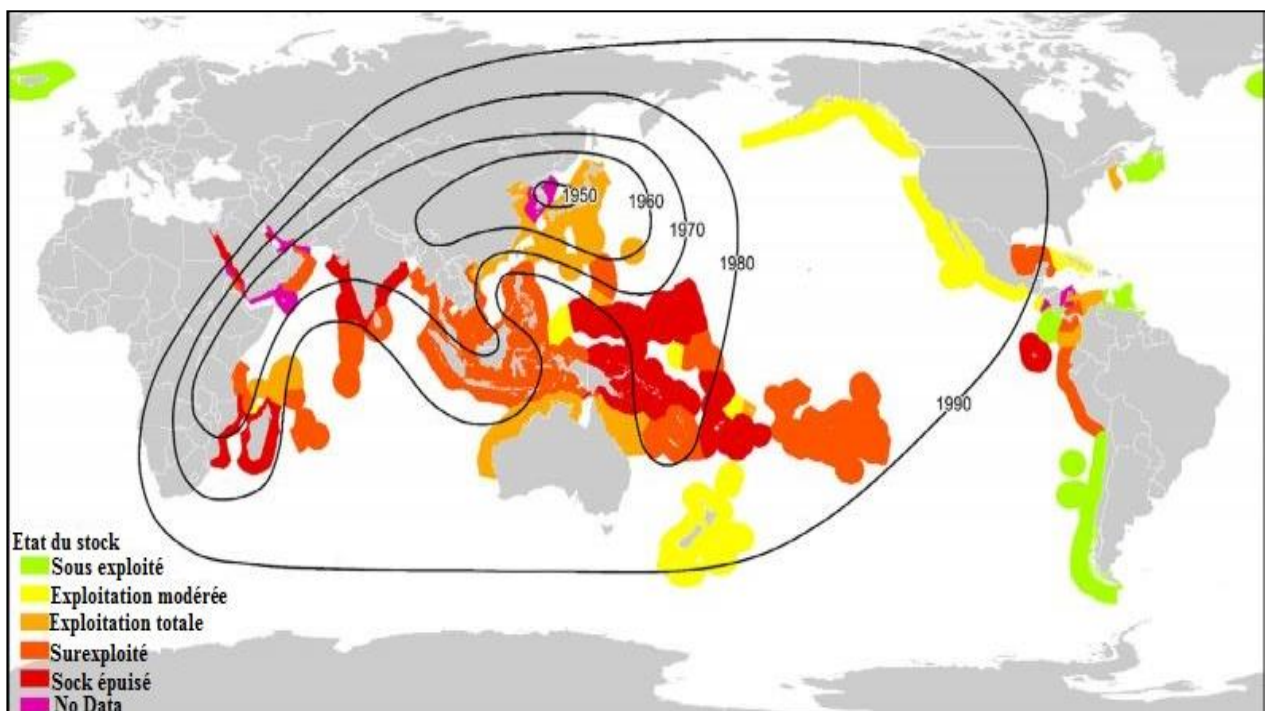 1950
1960
1970
1980
1990
Etat du stock
Sous exploité
Exploitation modérée
Exploitation totale
Surexploité
Sock épuisé
No Data